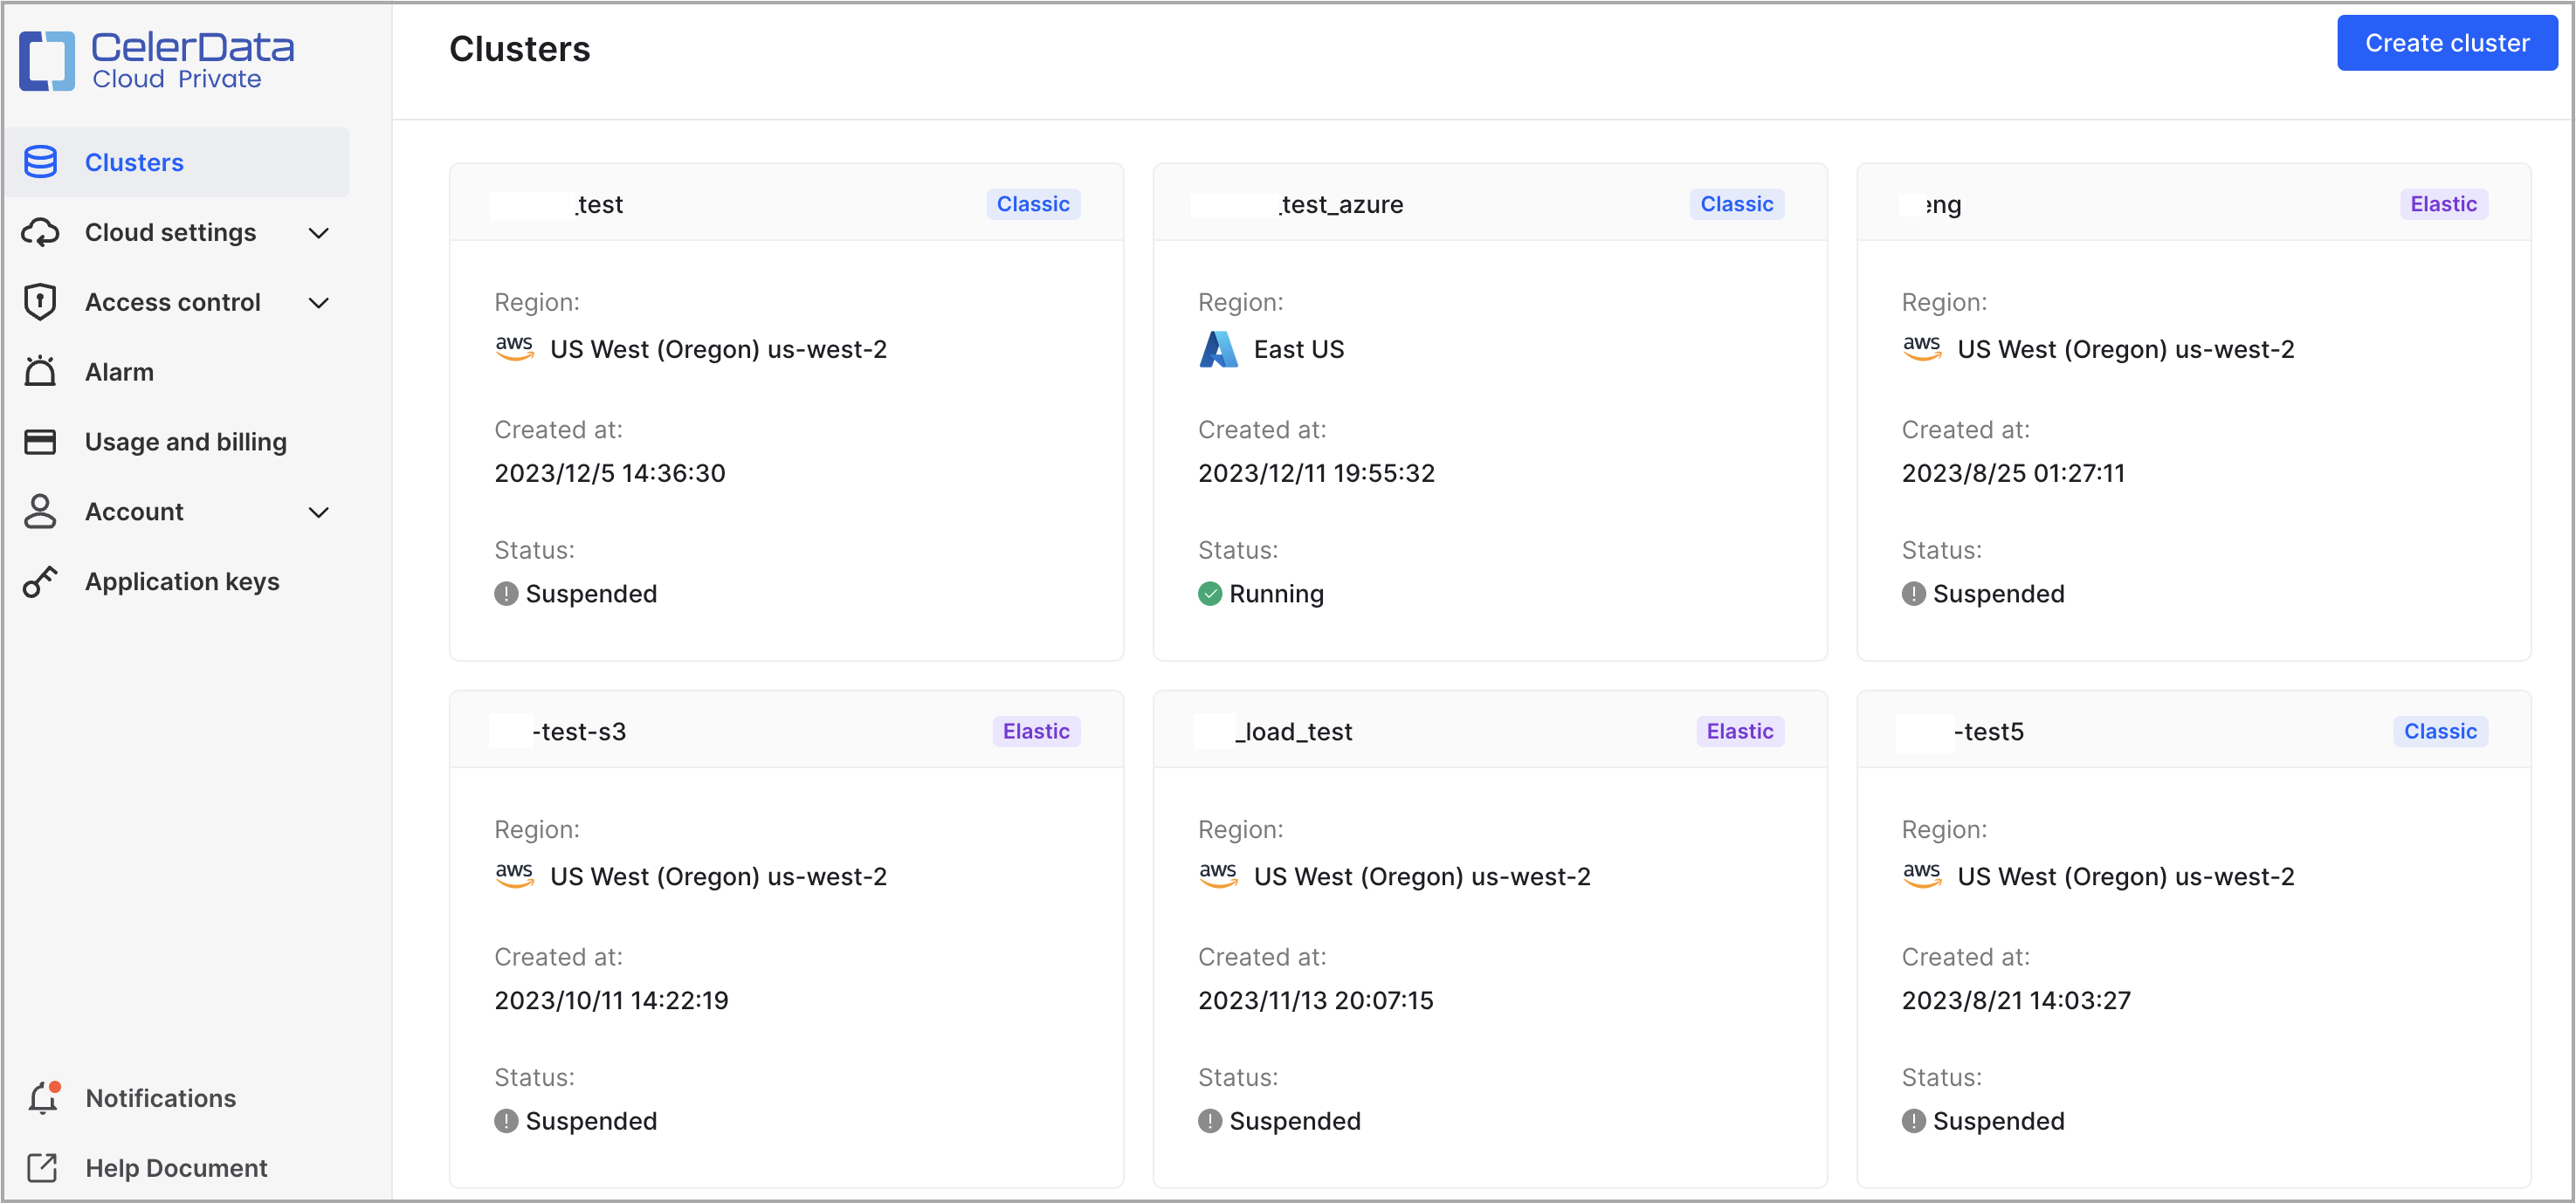 CelerData
Cloud Private
Clusters
Cloud settings
Access control
Alarm
Usage and billing
Account
Application keys
Notifications
Help Document
Clusters
Create cluster
_test
Classic
Region:
aws US West (Oregon) us-west-2
Created at:
2023/12/5 14:36:30
Status:
Suspended
_test_azure
Classic
Region:
East US
Created at:
2023/12/11 19:55:32
Status:
Running
eng
Elastic
Region:
aws US West (Oregon) us-west-2
Created at:
2023/8/25 01:27:11
Status:
Suspended
-test-s3
Elastic
Region:
aws US West (Oregon) us-west-2
Created at:
2023/10/11 14:22:19
Status:
Suspended
_load_test
Elastic
Region:
aws US West (Oregon) us-west-2
Created at:
2023/11/13 20:07:15
Status:
Suspended
-test5
Classic
Region:
aws US West (Oregon) us-west-2
Created at:
2023/8/21 14:03:27
Status:
Suspended